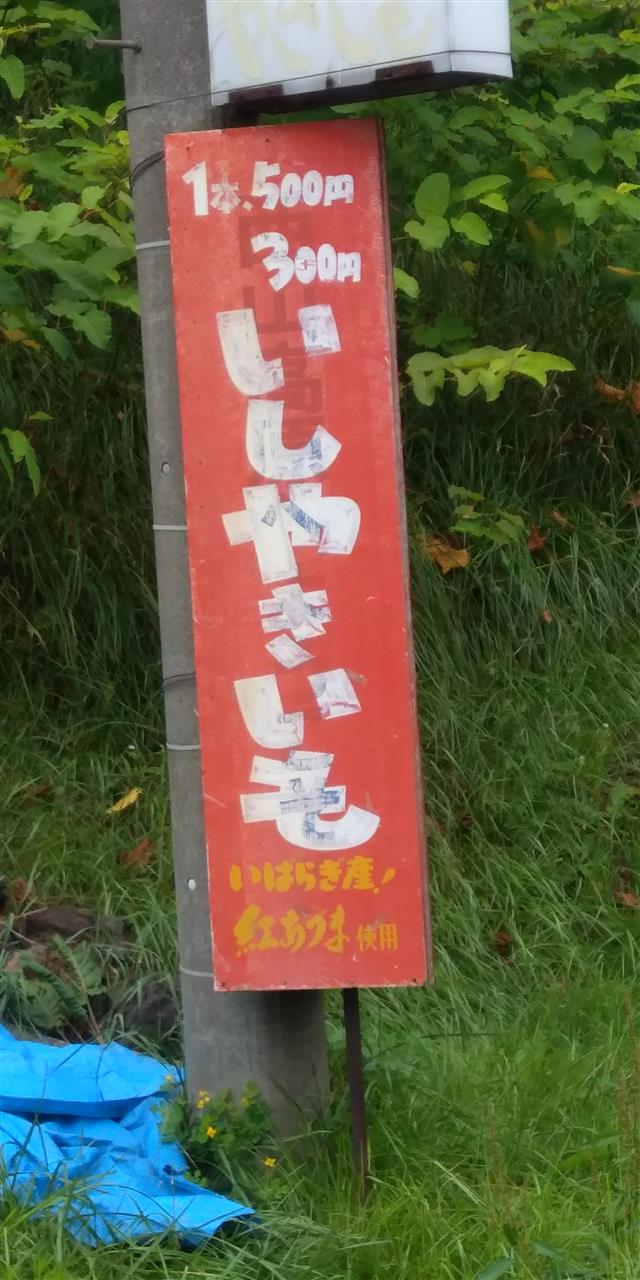 1本、500円
300円
いしやきいも
いばらぎ産!
紅あづま使用